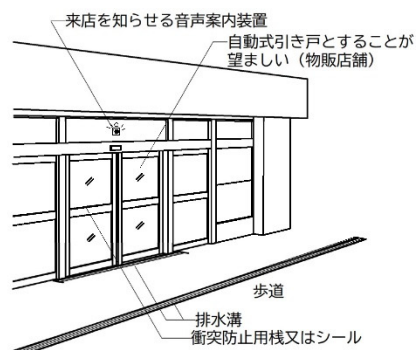 来店を知らせる音声案内装置
自動式引き戸とすることが
望ましい（物販店舗）
歩道
排水溝
衝突防止用桟又はシール